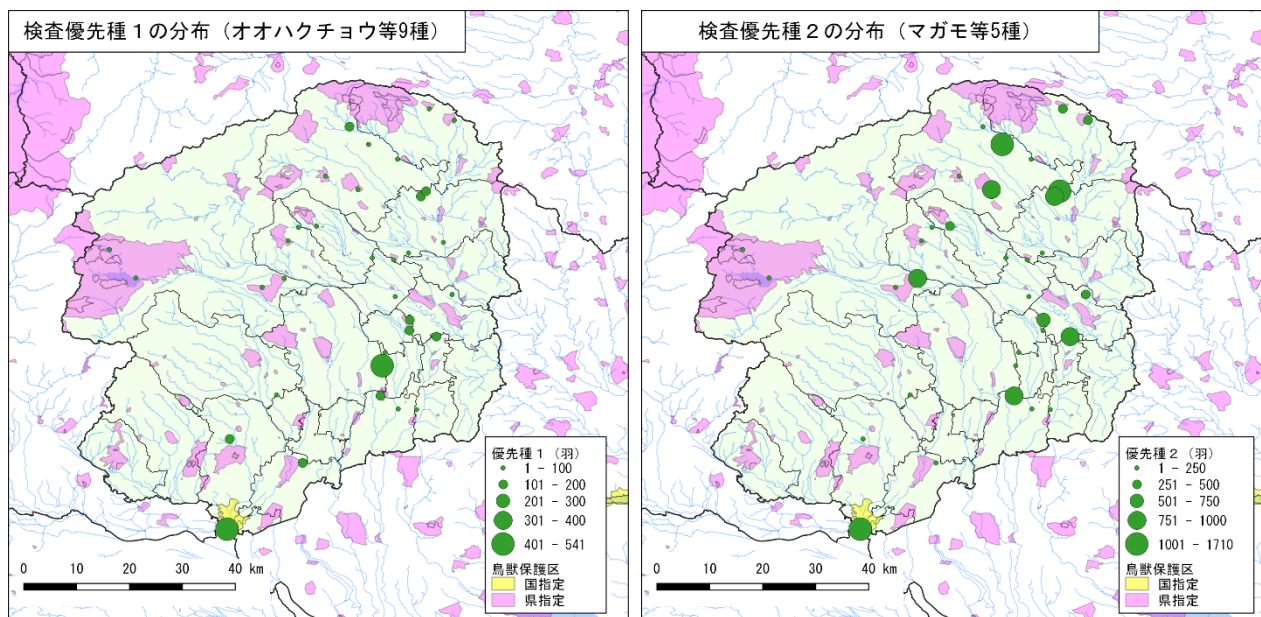 検査優先種１の分布（オオハクチョウ等9種）
優先種１（羽）
1 - 100
101 - 200
201 - 300
301 - 400
401 - 541
鳥獣保護区
国指定
県指定
0 10 20 30 40 km
検査優先種２の分布（マガモ等5種）
優先種２（羽）
1 - 250
251 - 500
501 - 750
751 - 1000
1001 - 1710
鳥獣保護区
国指定
県指定
0 10 20 30 40 km